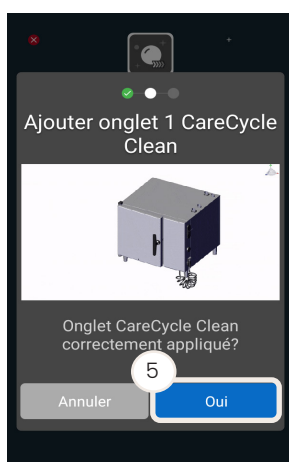 Ajouter onglet 1 CareCycle
Clean
Onglet CareCycle Clean
correctement appliqué?
5
Annuler
Oui